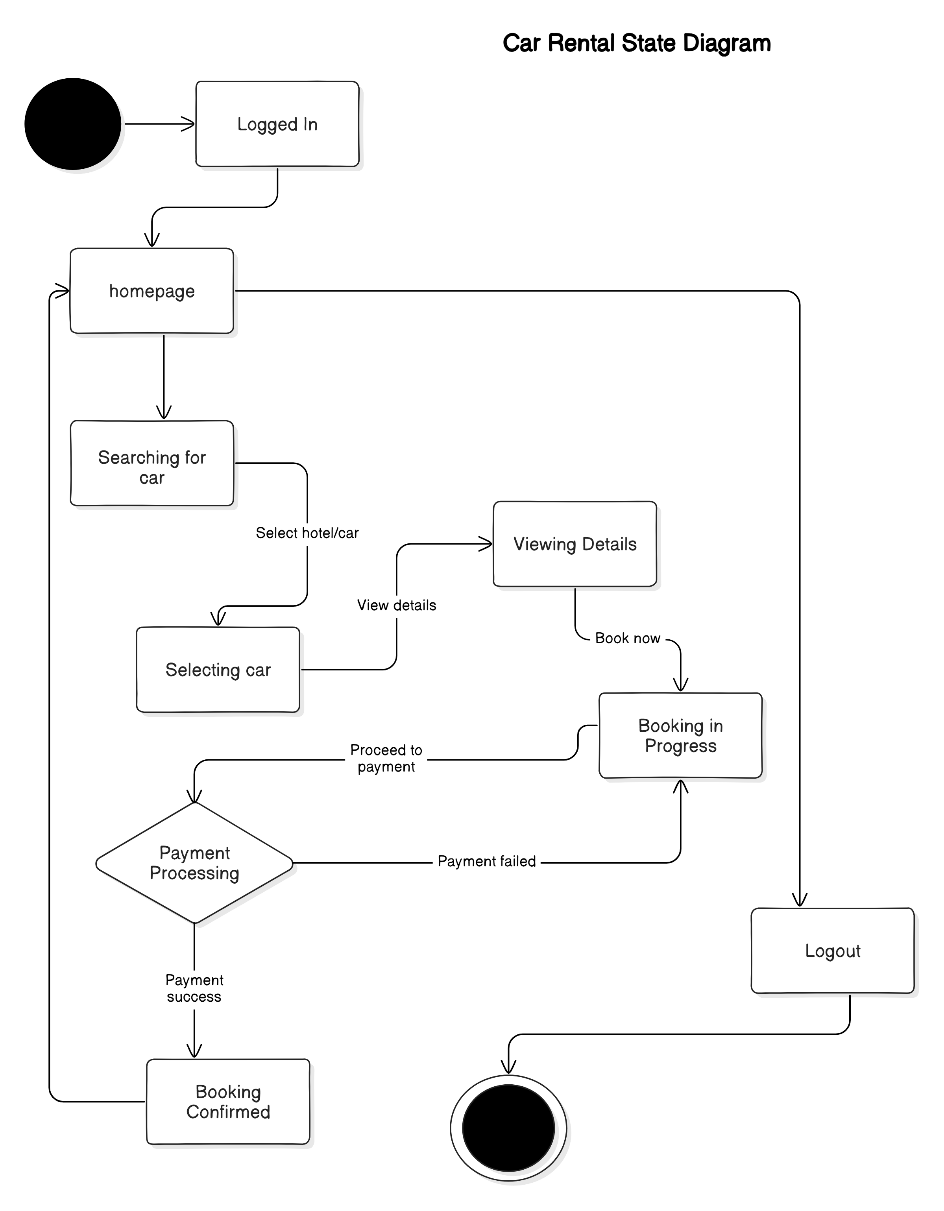 Car Rental State Diagram
Logged In
homepage
Searching for
car
Select hotel/car
Viewing Details
View details
Book now
Selecting car
Booking in
Progress
Proceed to
payment
Payment
Processing
Payment failed
Logout
Payment
success
Booking
Confirmed